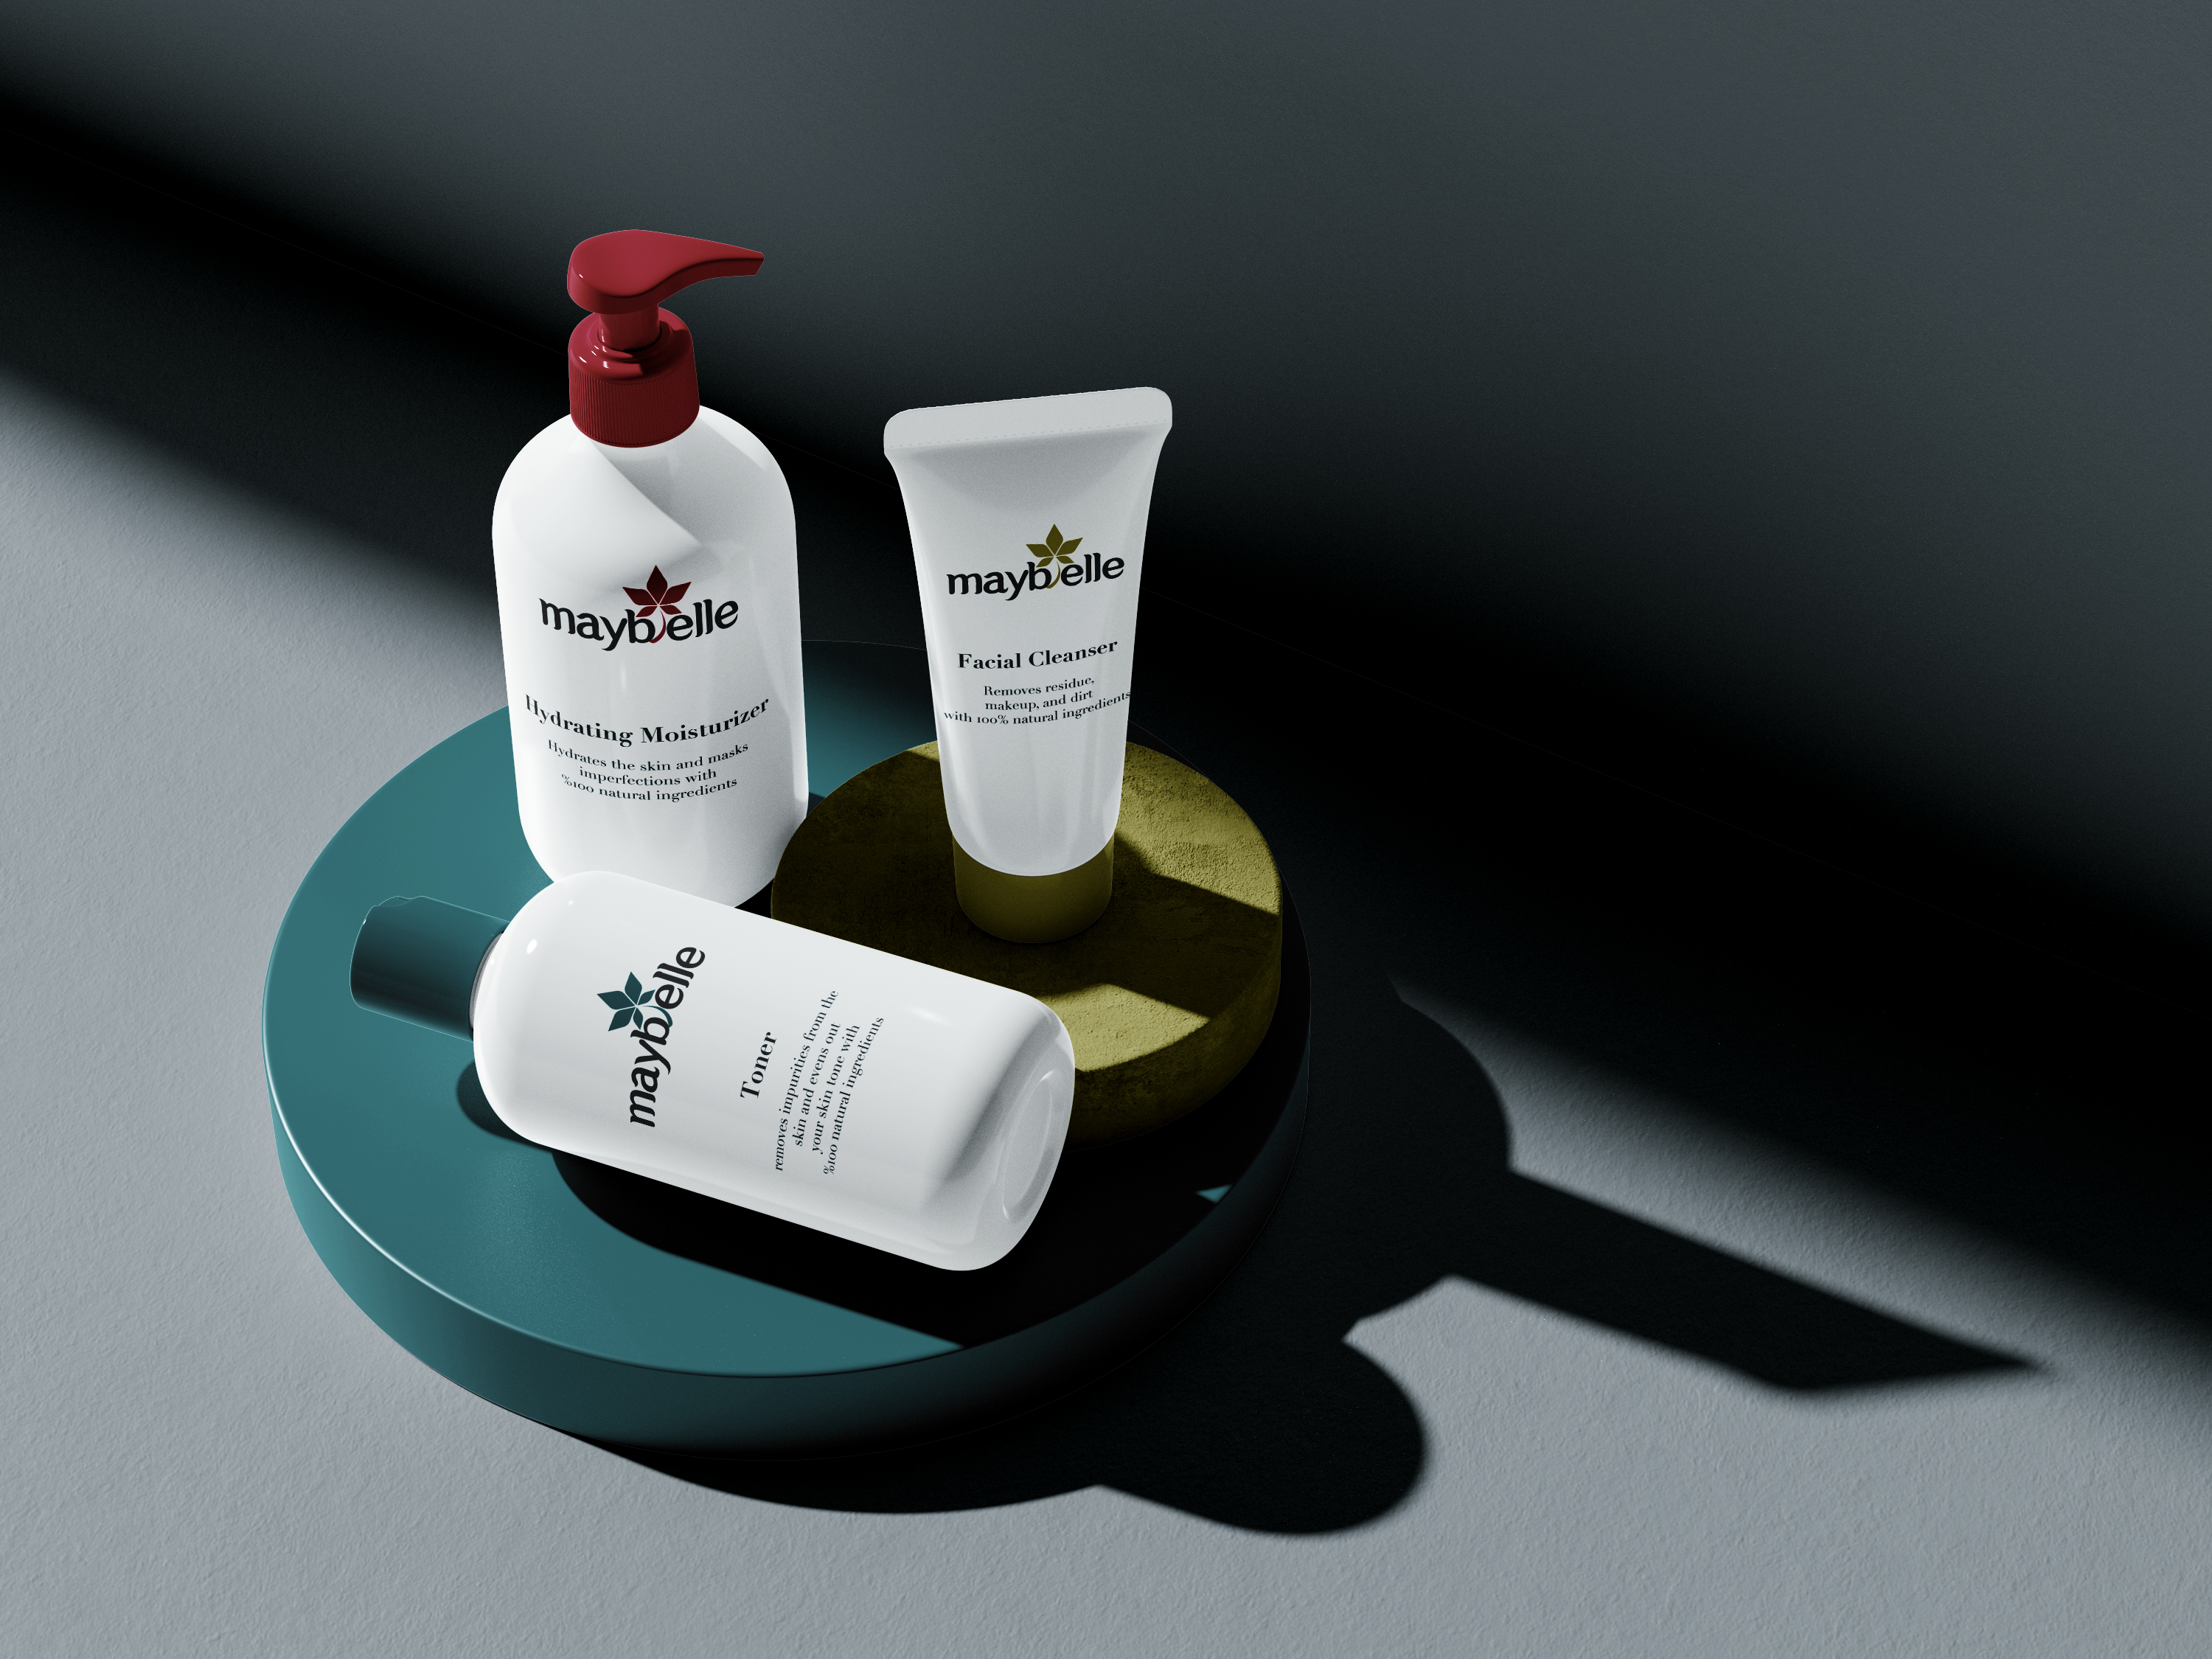 maybelle
Hydrating Moisturizer
Hydrates the skin and masks
imperfections with
%100 natural ingredients
maybelle
Facial Cleanser
Removes residue,
makeup, and dirt
with 100% natural ingredients
maybelle
Toner
removes impurities from the
skin and evens out
your skin tone with
%100 natural ingredients